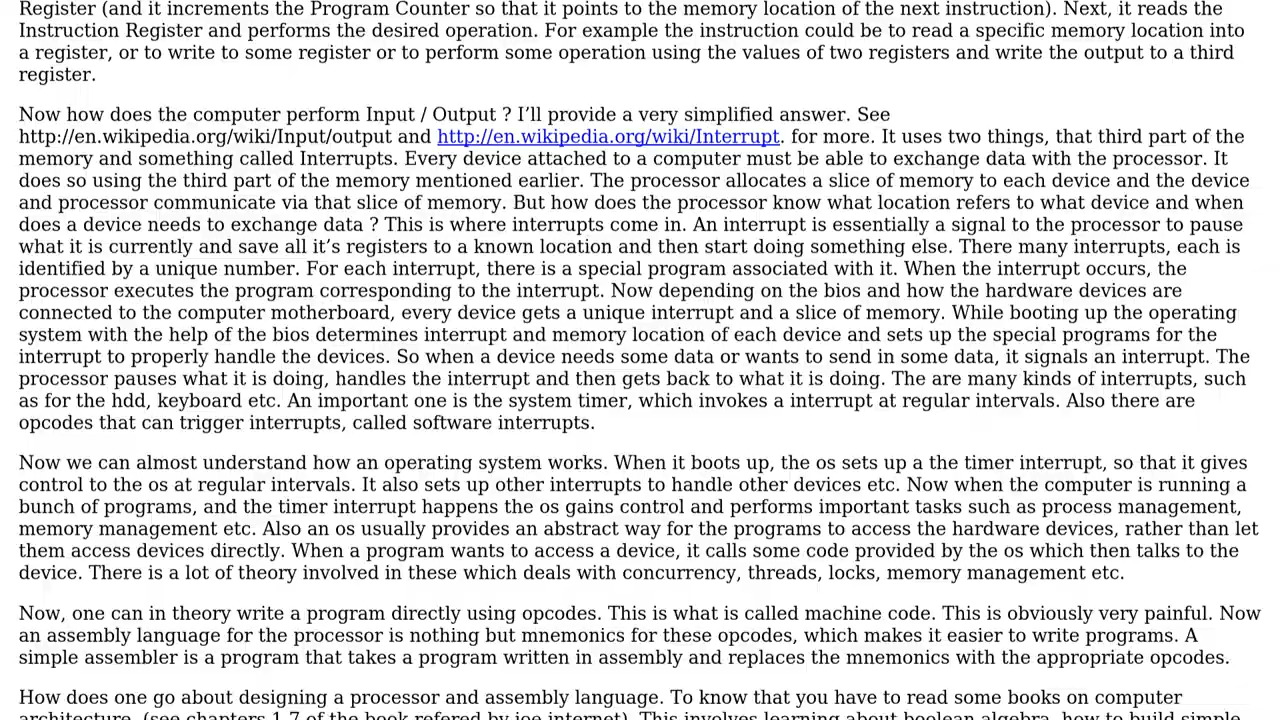 Register (and it increments the Program Counter so that it points to the memory location of the next instruction). Next, it reads the
Instruction Register and performs the desired operation. For example the instruction could be to read a specific memory location into
a register, or to write to some register or to perform some operation using the values of two registers and write the output to a third
register.
Now how does the computer perform Input / Output ? I’ll provide a very simplified answer. See
http://en.wikipedia.org/wiki/Input/output and http://en.wikipedia.org/wiki/Interrupt. for more. It uses two things, that third part of the
memory and something called Interrupts. Every device attached to a computer must be able to exchange data with the processor. It
does so using the third part of the memory mentioned earlier. The processor allocates a slice of memory to each device and the device
and processor communicate via that slice of memory. But how does the processor know what location refers to what device and when
does a device needs to exchange data ? This is where interrupts come in. An interrupt is essentially a signal to the processor to pause
what it is currently and save all it’s registers to a known location and then start doing something else. There many interrupts, each is
identified by a unique number. For each interrupt, there is a special program associated with it. When the interrupt occurs, the
processor executes the program corresponding to the interrupt. Now depending on the bios and how the hardware devices are
connected to the computer motherboard, every device gets a unique interrupt and a slice of memory. While booting up the operating
system with the help of the bios determines interrupt and memory location of each device and sets up the special programs for the
interrupt to properly handle the devices. So when a device needs some data or wants to send in some data, it signals an interrupt. The
processor pauses what it is doing, handles the interrupt and then gets back to what it is doing. The are many kinds of interrupts, such
as for the hdd, keyboard etc. An important one is the system timer, which invokes a interrupt at regular intervals. Also there are
opcodes that can trigger interrupts, called software interrupts.
Now we can almost understand how an operating system works. When it boots up, the os sets up a the timer interrupt, so that it gives
control to the os at regular intervals. It also sets up other interrupts to handle other devices etc. Now when the computer is running a
bunch of programs, and the timer interrupt happens the os gains control and performs important tasks such as process management,
memory management etc. Also an os usually provides an abstract way for the programs to access the hardware devices, rather than let
them access devices directly. When a program wants to access a device, it calls some code provided by the os which then talks to the
device. There is a lot of theory involved in these which deals with concurrency, threads, locks, memory management etc.
Now, one can in theory write a program directly using opcodes. This is what is called machine code. This is obviously very painful. Now
an assembly language for the processor is nothing but mnemonics for these opcodes, which makes it easier to write programs. A
simple assembler is a program that takes a program written in assembly and replaces the mnemonics with the appropriate opcodes.
How does one go about designing a processor and assembly language. To know that you have to read some books on computer
architecture. (see chapters 1-7 of the book refered by joe internet). This involves learning about boolean algebra, how to build simple